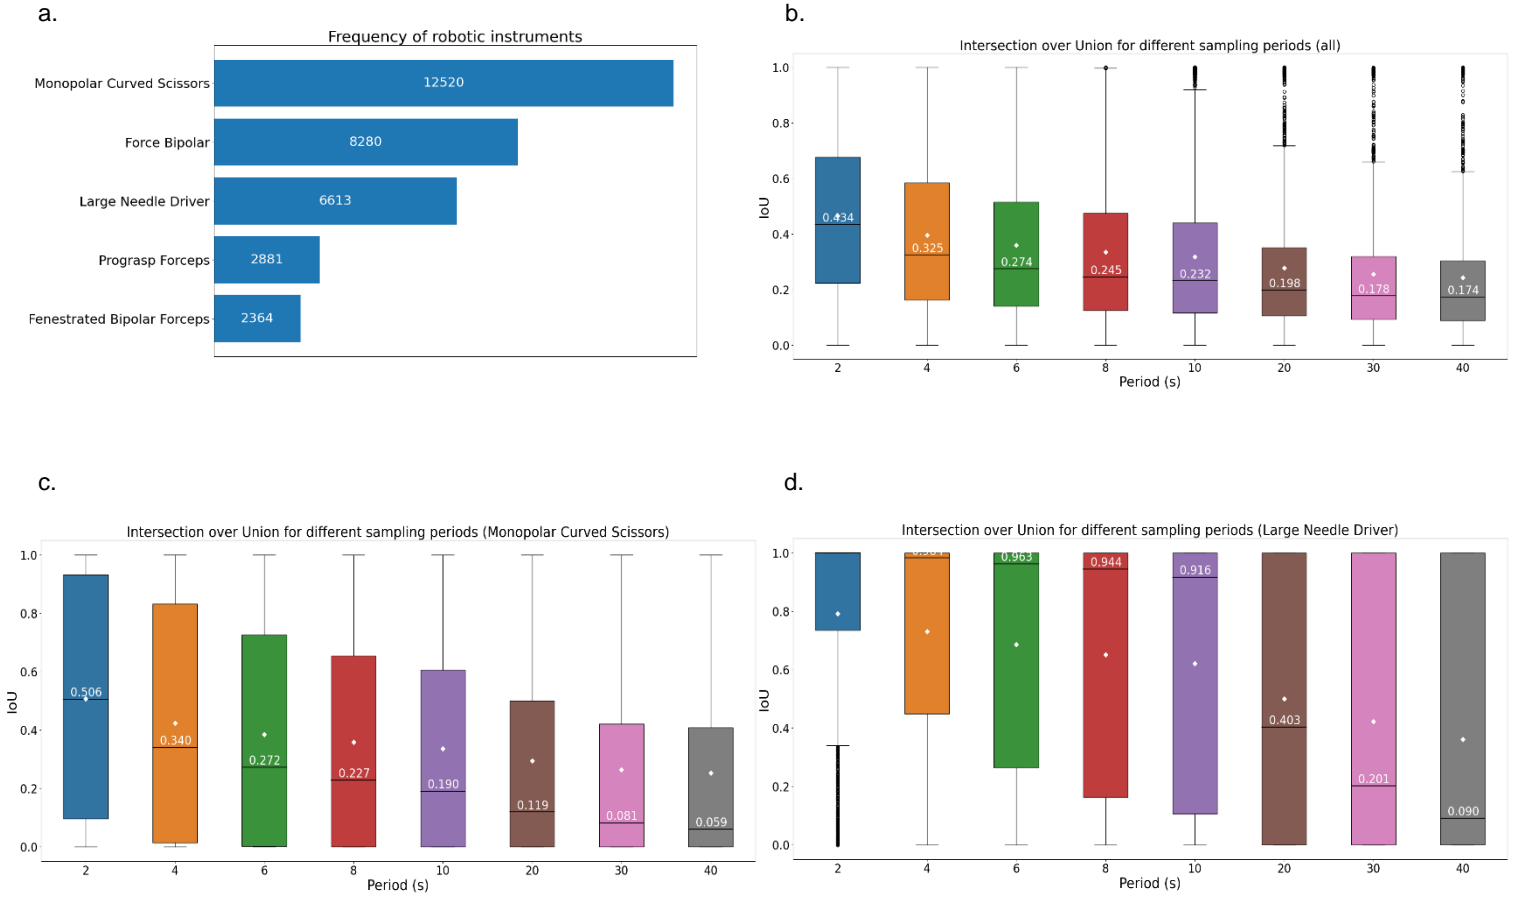 a.
Frequency of robotic instruments
Monopolar Curved Scissors
12520
Force Bipolar
8280
Large Needle Driver
6613
Prograsp Forceps
2881
Fenestrated Bipolar Forceps
2364
b.
Intersection over Union for different sampling periods (all)
IoU
1.0
0.8
0.6
0.4
0.2
0.0
0.434
0.325
0.274
0.245
0.232
0.198
0.178
0.174
2 4 6 8 10 20 30 40
Period (s)
c.
Intersection over Union for different sampling periods (Monopolar Curved Scissors)
IoU
1.0
0.8
0.6
0.4
0.2
0.0
0.506
0.340
0.272
0.227
0.190
0.119
0.081
0.059
2 4 6 8 10 20 30 40
Period (s)
d.
Intersection over Union for different sampling periods (Large Needle Driver)
IoU
1.0
0.8
0.6
0.4
0.2
0.0
0.963
0.944
0.916
0.403
0.201
0.090
2 4 6 8 10 20 30 40
Period (s)